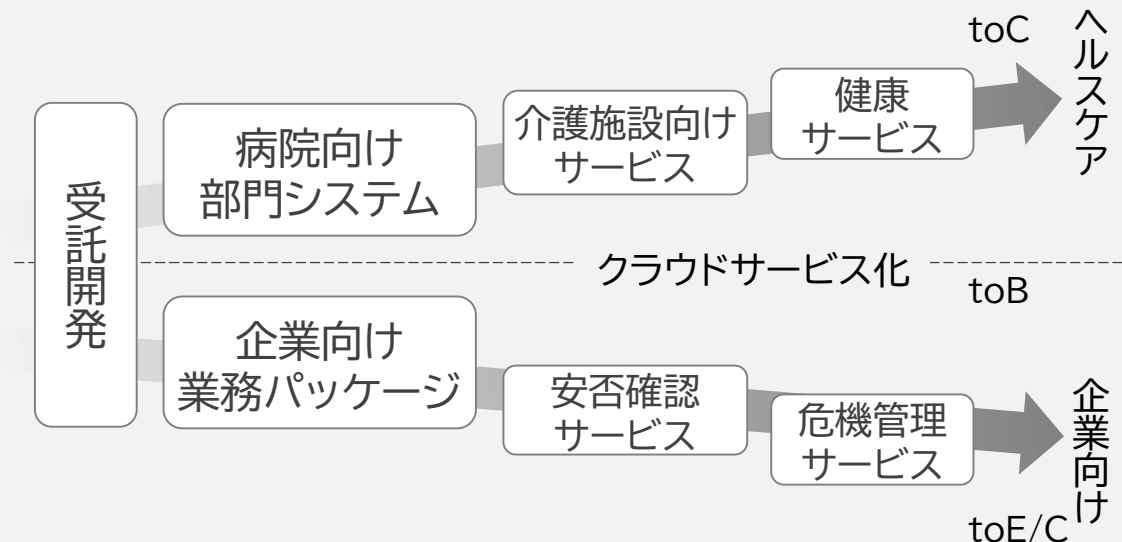 受託開発
病院向け
部門システム
介護施設向け
サービス
健康
サービス
toC
ヘルスケア
クラウドサービス化
toB
企業向け
業務パッケージ
安否確認
サービス
危機管理
サービス
企業向け
toE/C